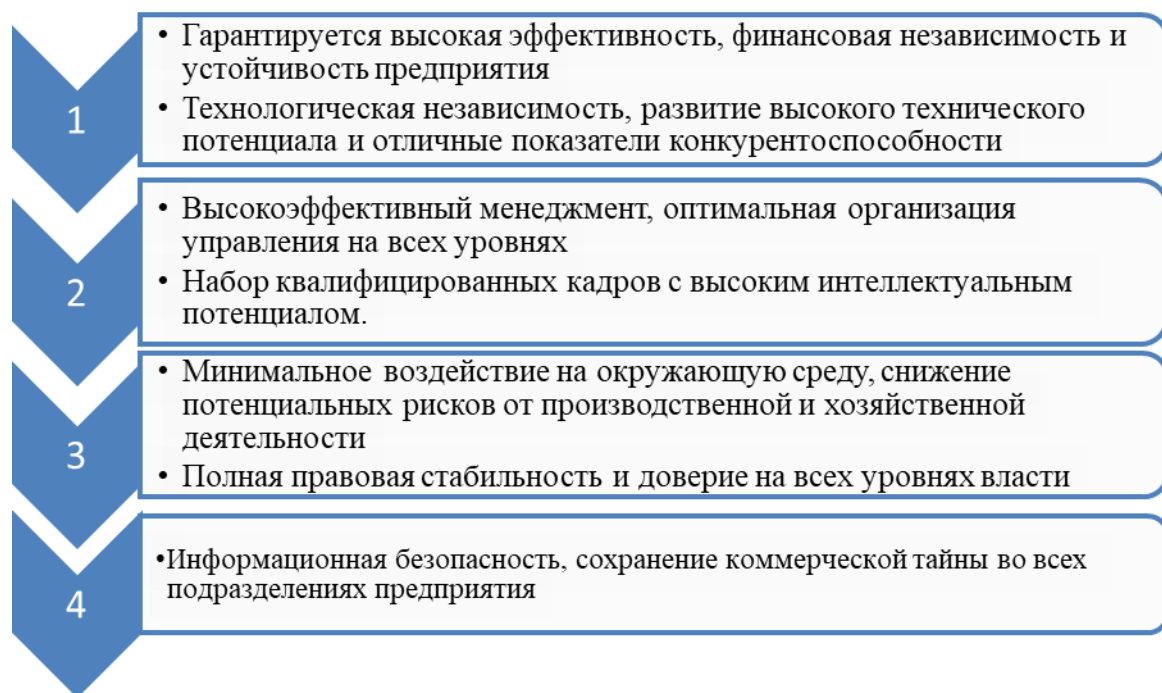 1
• Гарантируется высокая эффективность, финансовая независимость и
устойчивость предприятия
• Технологическая независимость, развитие высокого технического
потенциала и отличные показатели конкурентоспособности
2
• Высокоэффективный менеджмент, оптимальная организация
управления на всех уровнях
• Набор квалифицированных кадров с высоким интеллектуальным
потенциалом.
3
• Минимальное воздействие на окружающую среду, снижение
потенциальных рисков от производственной и хозяйственной
деятельности
• Полная правовая стабильность и доверие на всех уровнях власти
4
•Информационная безопасность, сохранение коммерческой тайны во всех
подразделениях предприятия